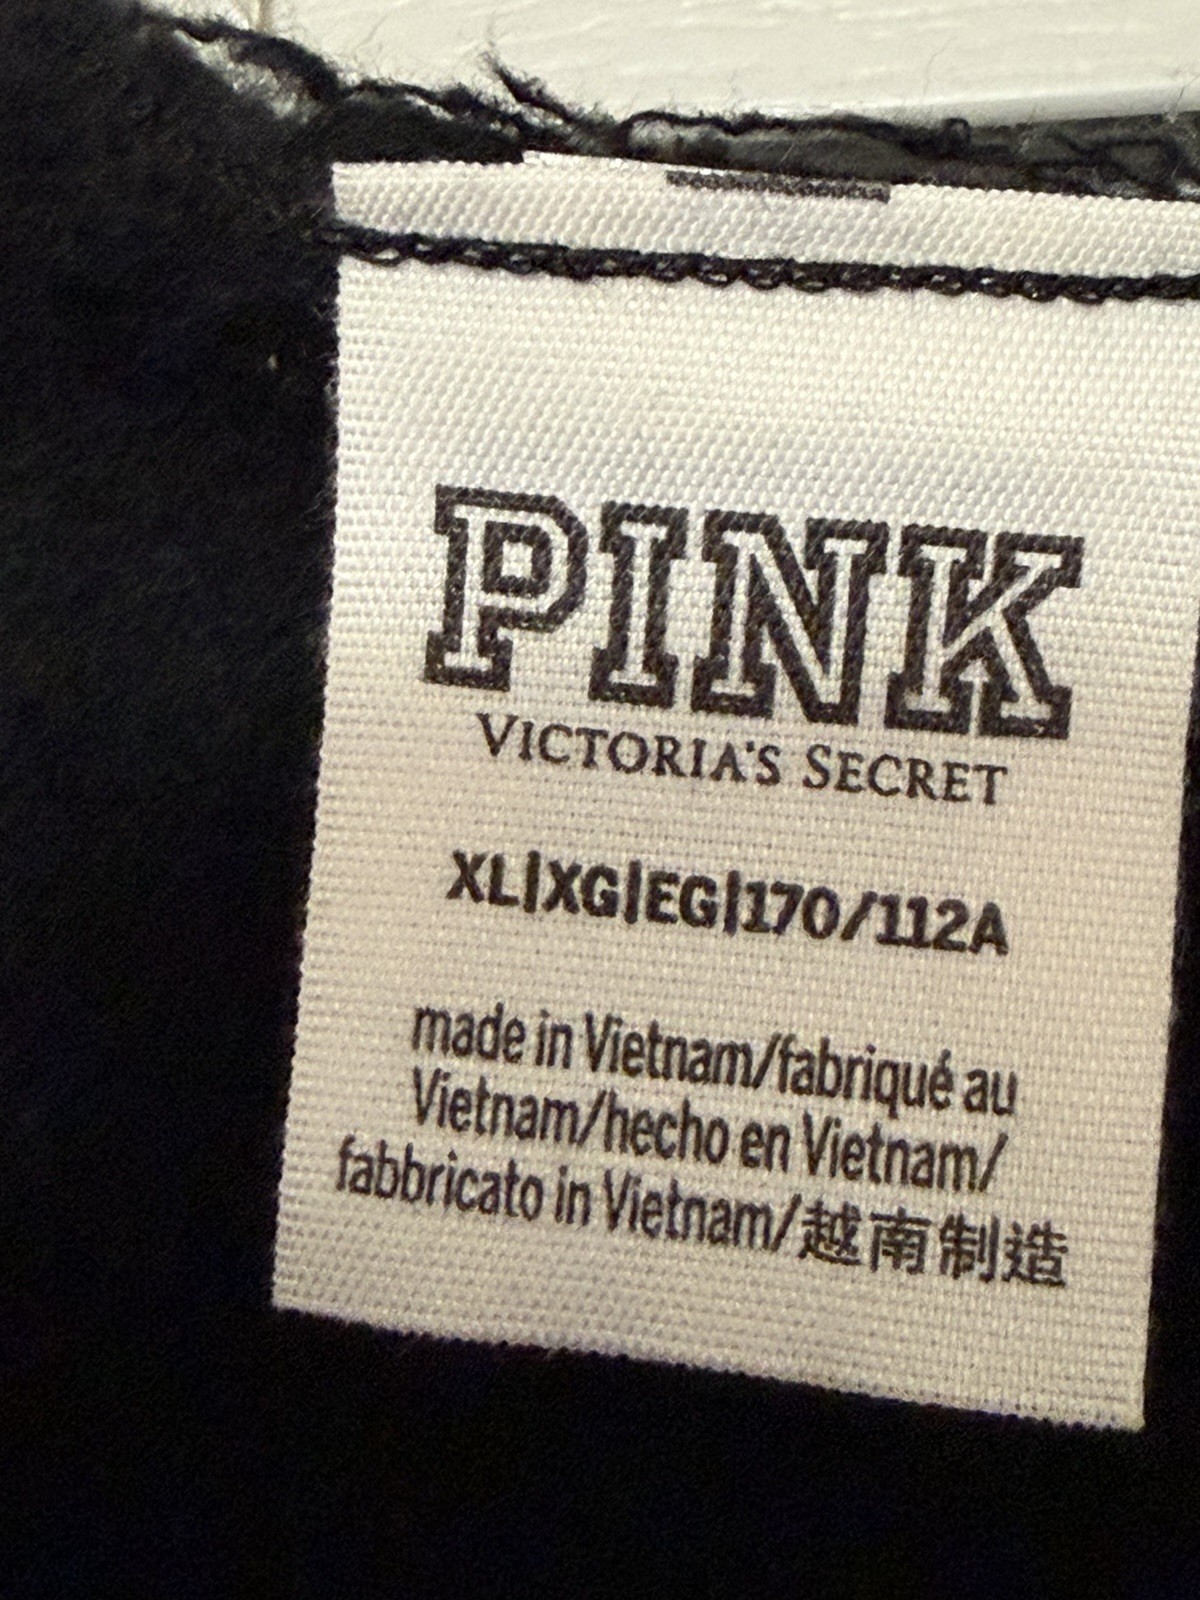 PINK
VICTORIA'S SECRET
XL|XG|EG|170/112A
made in Vietnam/fabriqué au
Vietnam/hecho en Vietnam/
fabbricato in Vietnam/越南制造